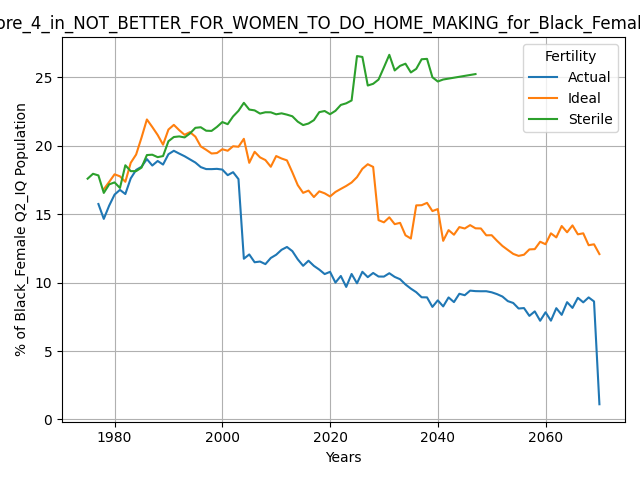 ore_4_in_NOT_BETTER_FOR_WOMEN_TO_DO_HOME_MAKING_for_Black_Femal
Fertility
Actual
Ideal
Sterile
% of Black_Female Q2_IQ Population
25
20
15
10
5
0
1980 2000 2020 2040 2060
Years